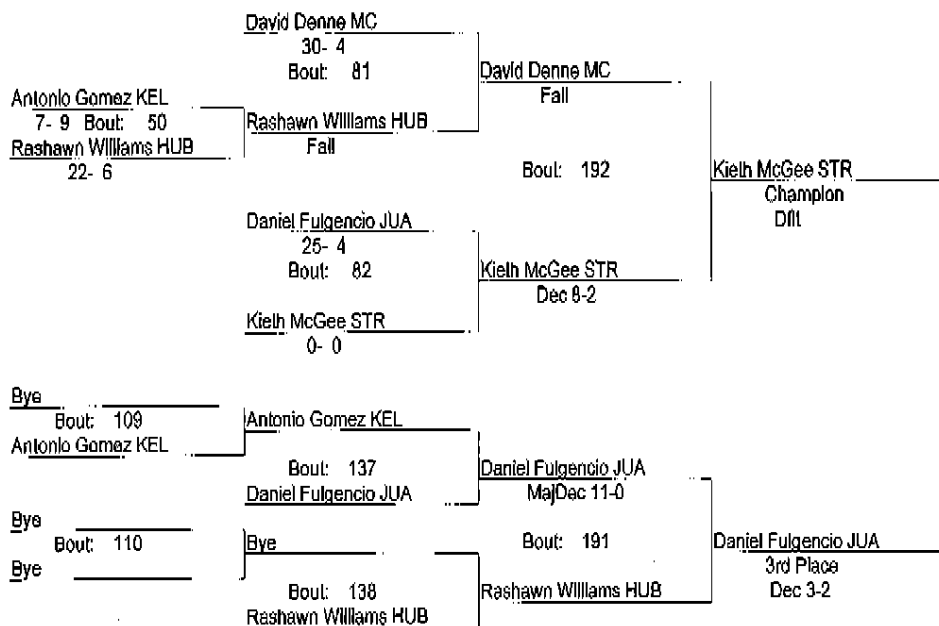 David Denne MC
30- 4
Bout: 81
David Denne MC
Fall
Antonio Gomez KEL
7- 9 Bout: 50
Rashawn Williams HUB
Fall
Rashawn Williams HUB
22- 6
Bout: 192
Kieth McGee STR
Champion
Dflt
Daniel Fulgencio JUA
25- 4
Bout: 82
Kieth McGee STR
Dec 8-2
Kieth McGee STR
0- 0
Bye
Bout: 109
Antonio Gomez KEL
Antonio Gomez KEL
Bout: 137
Daniel Fulgencio JUA
MajDec 11-0
Daniel Fulgencio JUA
Bye
Bout: 110
Bye
Bye
Bout: 191
Daniel Fulgencio JUA
3rd Place
Dec 3-2
Bout: 138
Rashawn Williams HUB
Rashawn Williams HUB